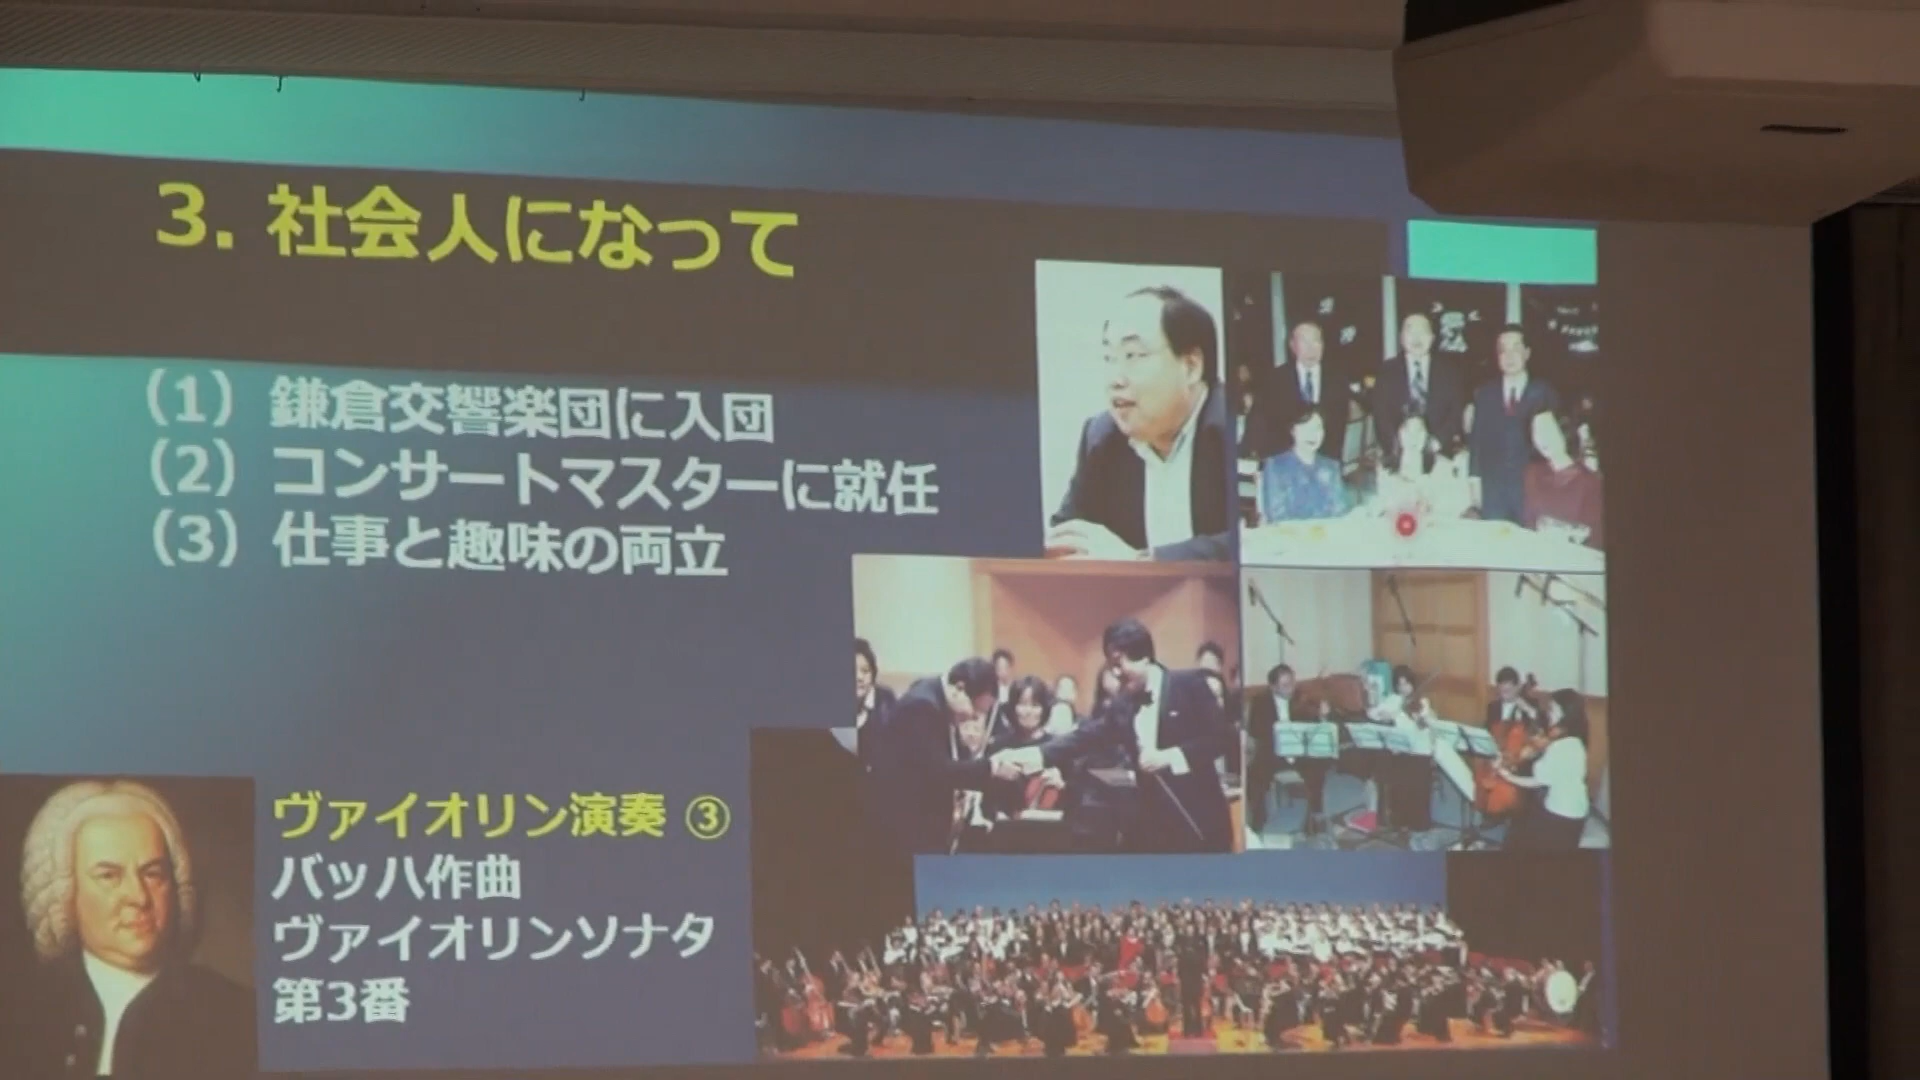 3. 社会人になって
（1）鎌倉交響楽団に入団
（2）コンサートマスターに就任
（3）仕事と趣味の両立
ヴァイオリン演奏 ③
バッハ作曲
ヴァイオリンソナタ
第3番